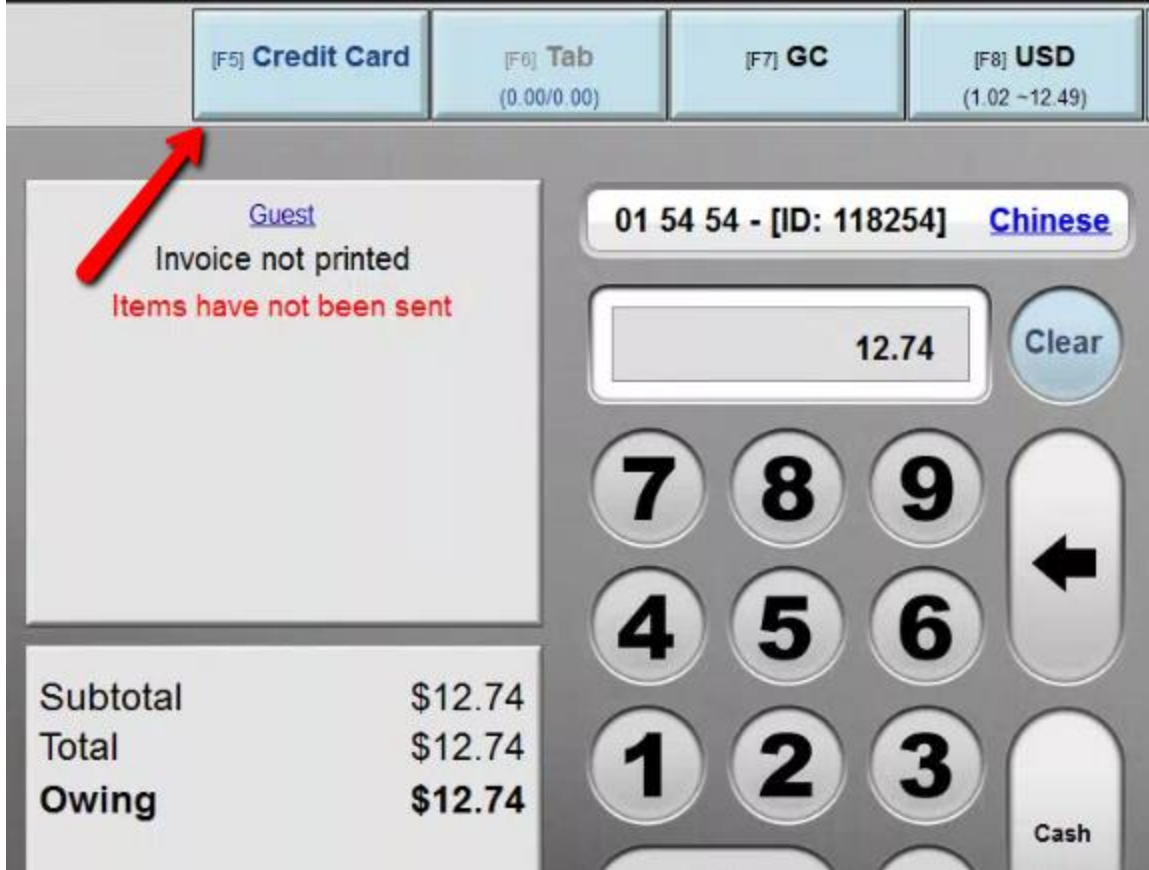 [F5] Credit Card
[F6] Tab
(0.00/0.00)
[F7] GC
[F8] USD
(1.02 ~12.49)
Guest
Invoice not printed
Items have not been sent
01 54 54 - [ID: 118254] Chinese
12.74
Clear
7 8 9
4 5 6
1 2 3
Cash
Subtotal $12.74
Total $12.74
Owing $12.74